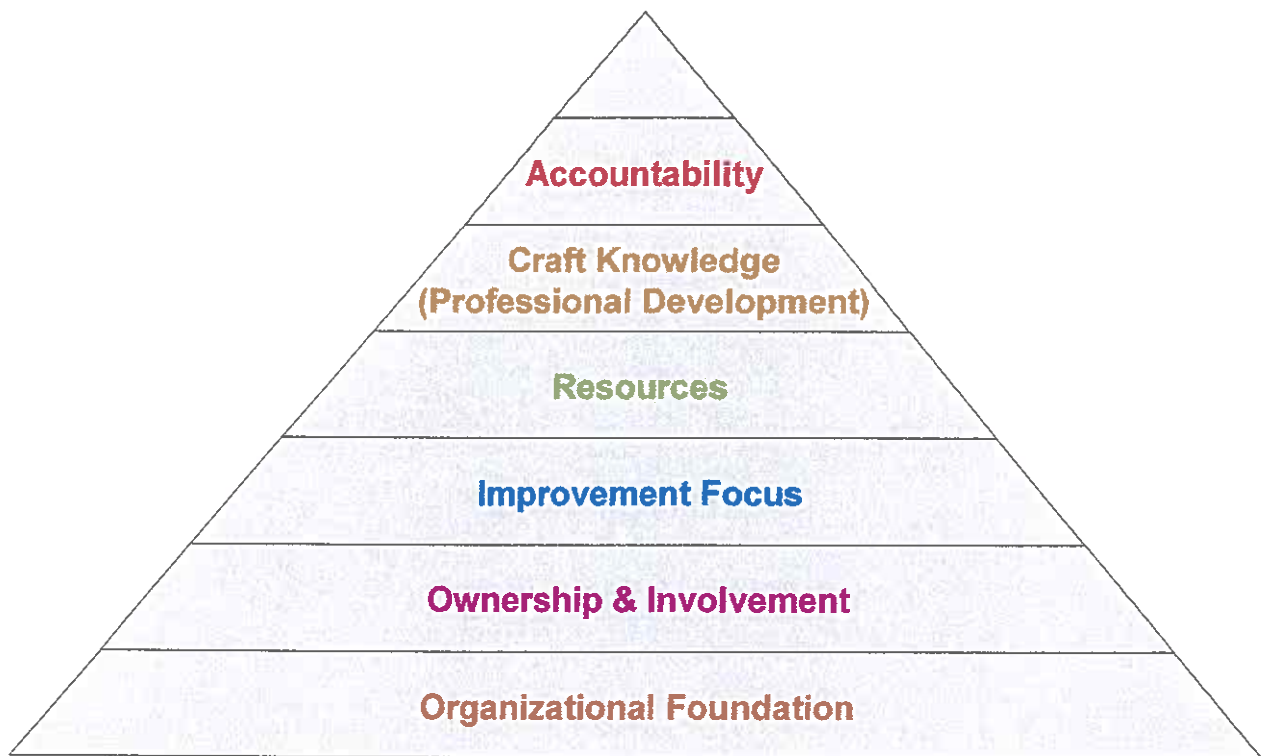 Accountability
Craft Knowledge
(Professional Development)
Resources
Improvement Focus
Ownership & Involvement
Organizational Foundation